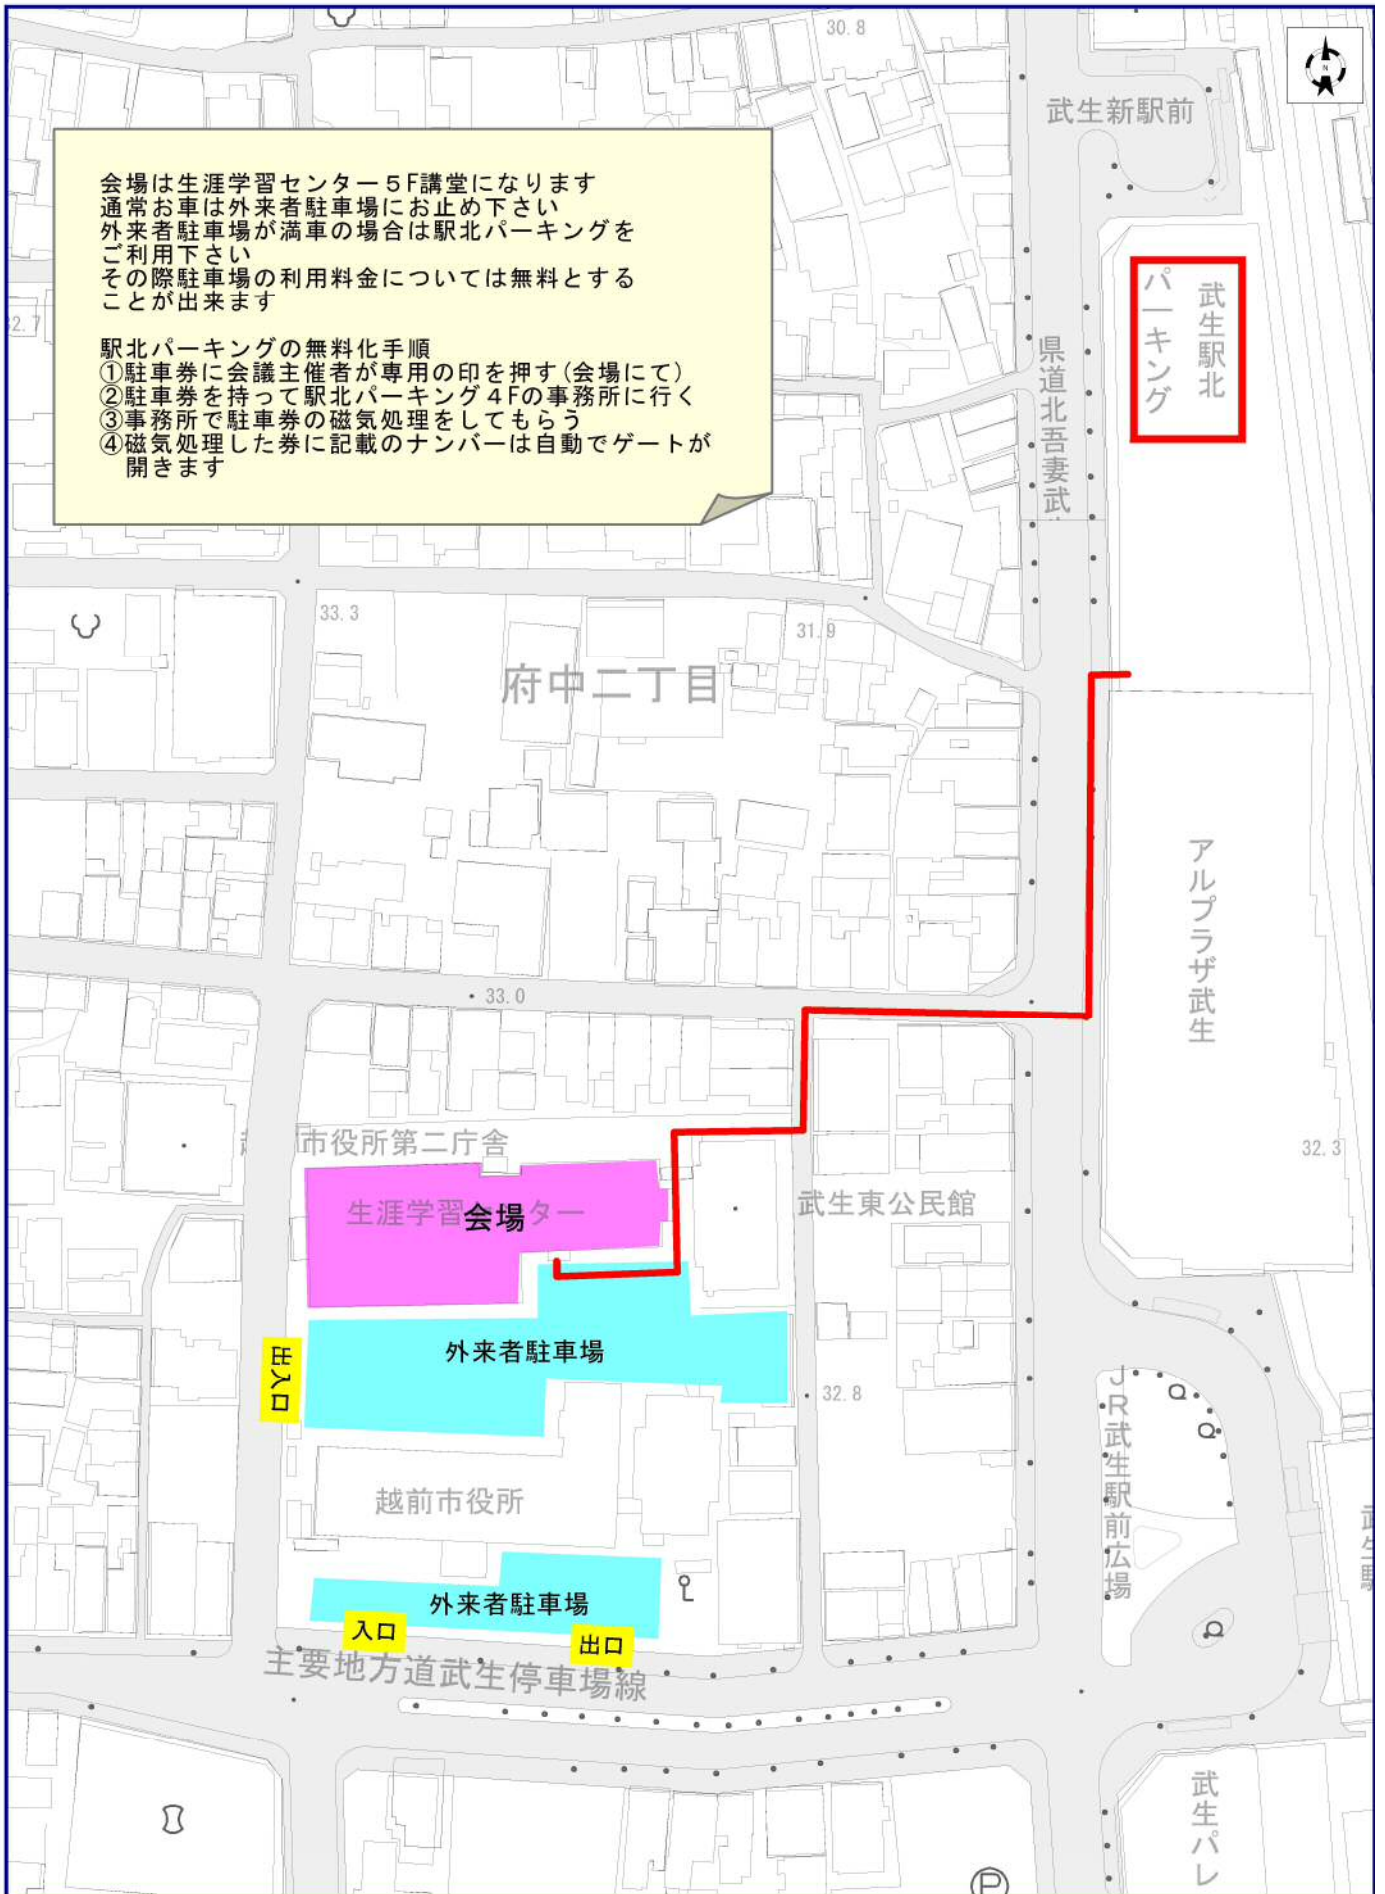 30.8
N
武生新駅前
会場は生涯学習センター5F講堂になります
通常お車は外来者駐車場にお止め下さい
外来者駐車場が満車の場合は駅北パーキングを
ご利用下さい
その際駐車場の利用料金については無料とする
ことが出来ます
駅北パーキングの無料化手順
①駐車券に会議主催者が専用の印を押す(会場にて)
②駐車券を持って駅北パーキング4Fの事務所に行く
③事務所で駐車券の磁気処理をしてもらう
④磁気処理した券に記載のナンバーは自動でゲートが
開きます
32.7
武生駅北
パーキング
県道北吾妻武
33.3
31.9
府中二丁目
アルプラザ武生
33.0
市役所第二庁舎
32.3
生涯学習
ター
会場
武生東公民館
外来者駐車場
出入口
32.8
JR武生駅前広場
越前市役所
武生駅
外来者駐車場
入口
出口
主要地方道武生停車場線
武生パレ
P